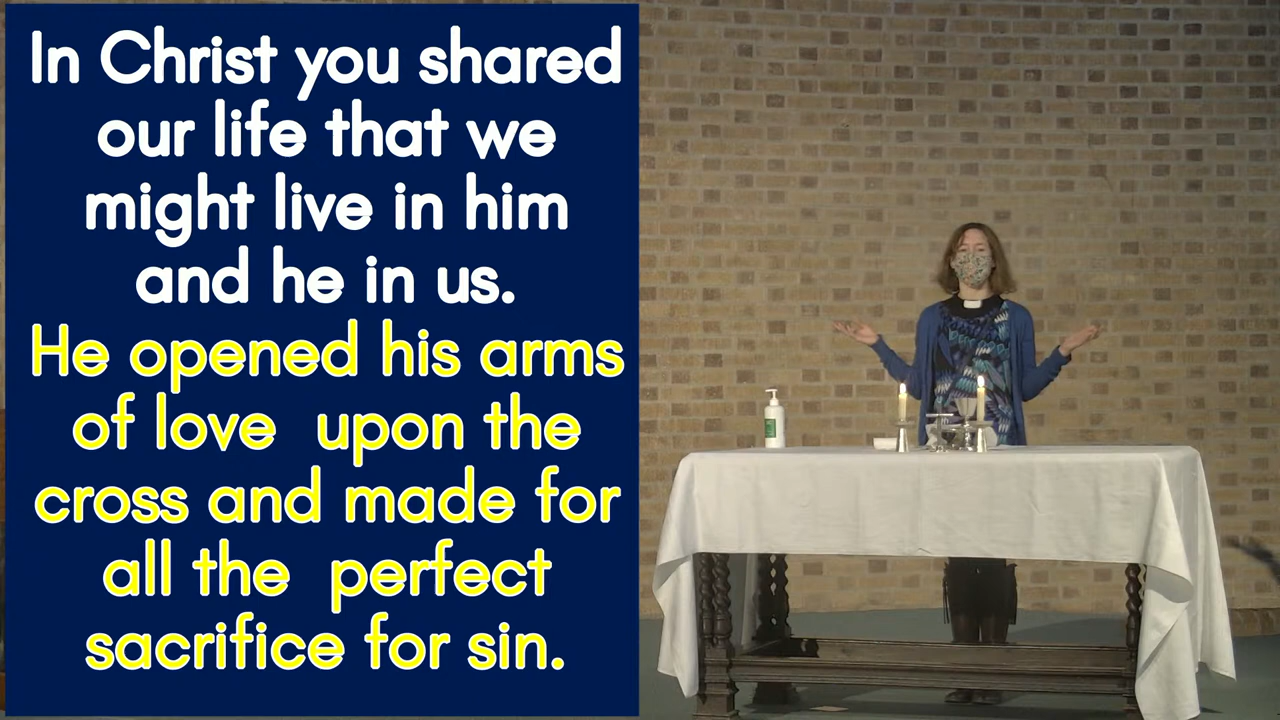 In Christ you shared
our life that we
might live in him
and he in us.
He opened his arms
of love  upon the
cross and made for
all the  perfect
sacrifice for sin.